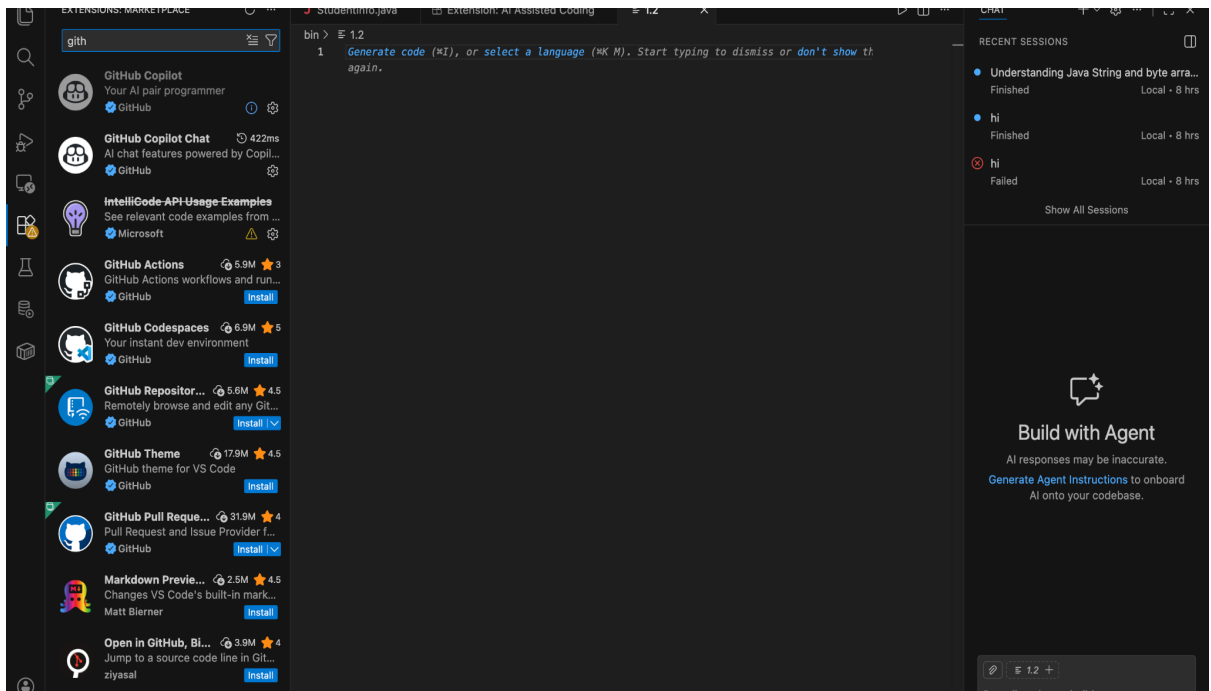 EXTENSIONS: MARKETPLACE
gith
GitHub Copilot
Your AI pair programmer
GitHub
GitHub Copilot Chat 422ms
AI chat features powered by Copil...
GitHub
IntelliCode API Usage Examples
See relevant code examples from ...
Microsoft
GitHub Actions 5.9M 3
GitHub Actions workflows and run...
GitHub Install
GitHub Codespaces 6.9M 5
Your instant dev environment
GitHub Install
GitHub Repositor... 5.6M 4.5
Remotely browse and edit any Git...
GitHub Install
GitHub Theme 17.9M 4.5
GitHub theme for VS Code
GitHub Install
GitHub Pull Reque... 31.9M 4
Pull Request and Issue Provider f...
GitHub Install
Markdown Previe... 2.5M 4.5
Changes VS Code's built-in mark...
Matt Bierner Install
Open in GitHub, Bi... 3.9M 4
Jump to a source code line in Git...
ziyasal Install
J StudentInfo.java Extension: AI Assisted Coding 1.2
bin > 1.2
1 Generate code (⌘I), or select a language (⌘K M). Start typing to dismiss or don't show th
again.
CHAT
RECENT SESSIONS
Understanding Java String and byte arra...
Finished Local • 8 hrs
hi
Finished Local • 8 hrs
hi
Failed Local • 8 hrs
Show All Sessions
Build with Agent
AI responses may be inaccurate.
Generate Agent Instructions to onboard
AI onto your codebase.
1.2 +